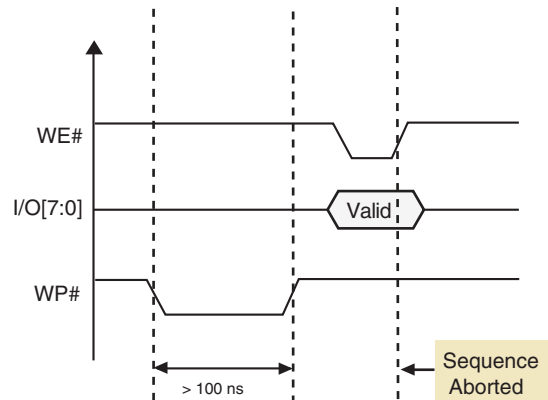 WE#
I/O[7:0]
Valid
WP#
> 100 ns
Sequence
Aborted